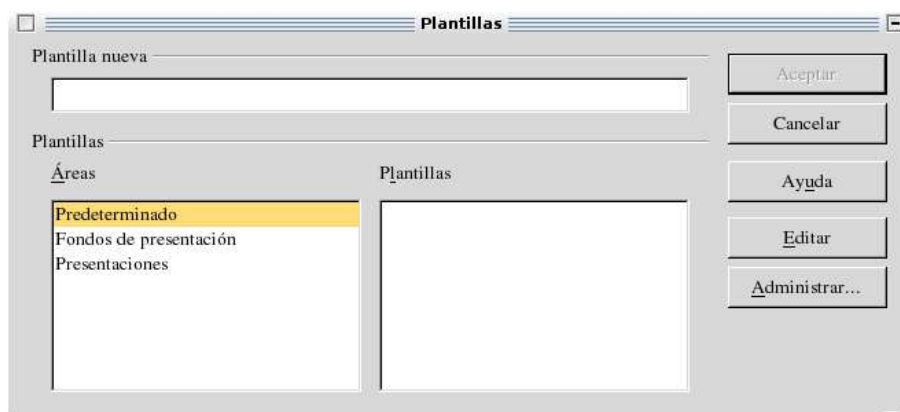 Plantillas
Plantilla nueva
Aceptar
Cancelar
Plantillas
Áreas
Plantillas
Ayuda
Predeterminado
Fondos de presentación
Presentaciones
Editar
Administrar...